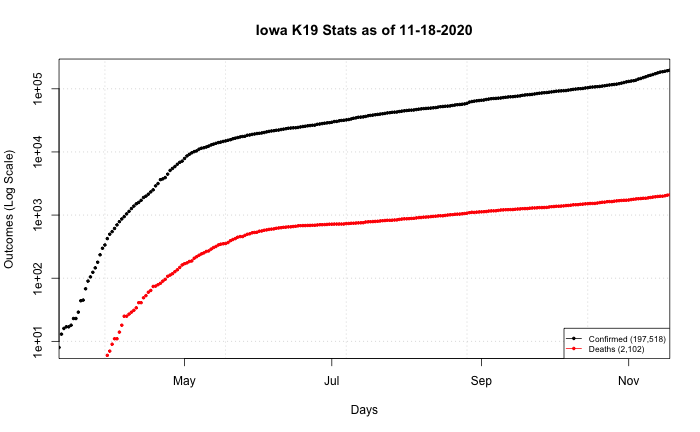 Iowa K19 Stats as of 11-18-2020
Outcomes (Log Scale)
1e+05
1e+04
1e+03
1e+02
1e+01
Confirmed (197,518)
Deaths (2,102)
May
Jul
Sep
Nov
Days